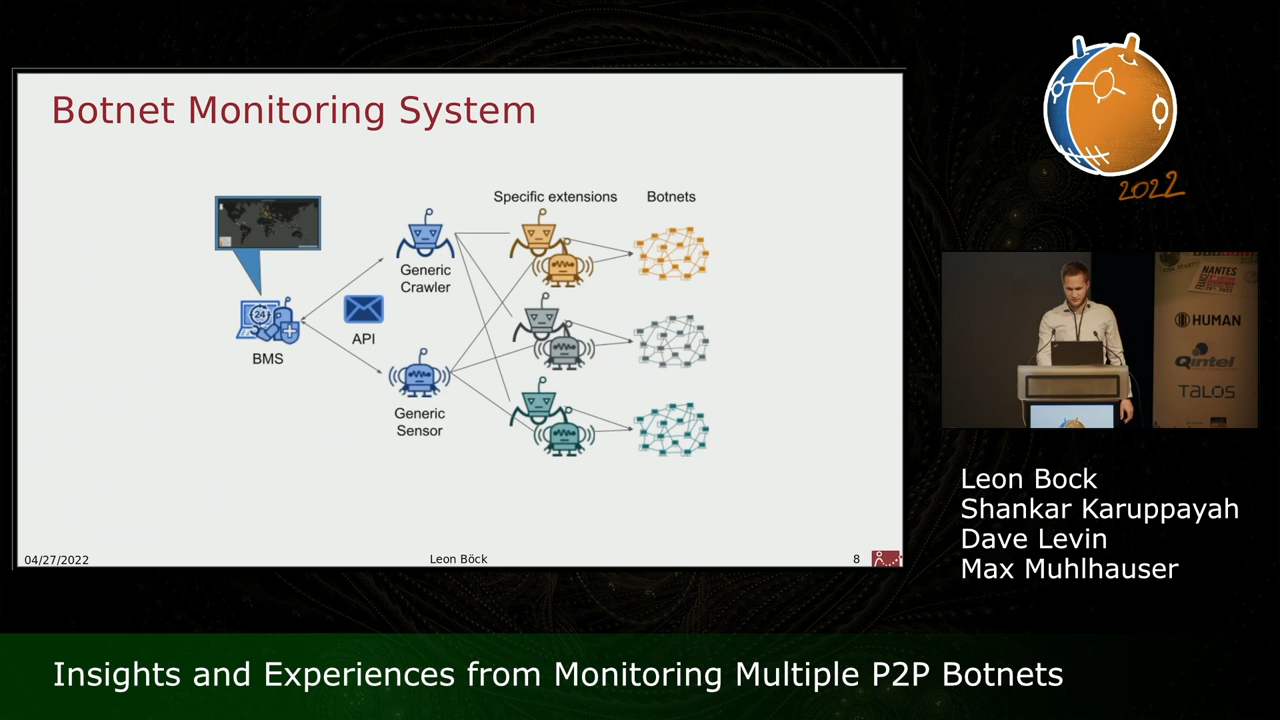 Botnet Monitoring System
Specific extensions
Botnets
Generic
Crawler
24
API
BMS
Generic
Sensor
04/27/2022
Leon Böck
8
2022
NANTES
HUMAN
Qintel
TALOS
Leon Bock
Shankar Karuppayah
Dave Levin
Max Muhlhauser
Insights and Experiences from Monitoring Multiple P2P Botnets